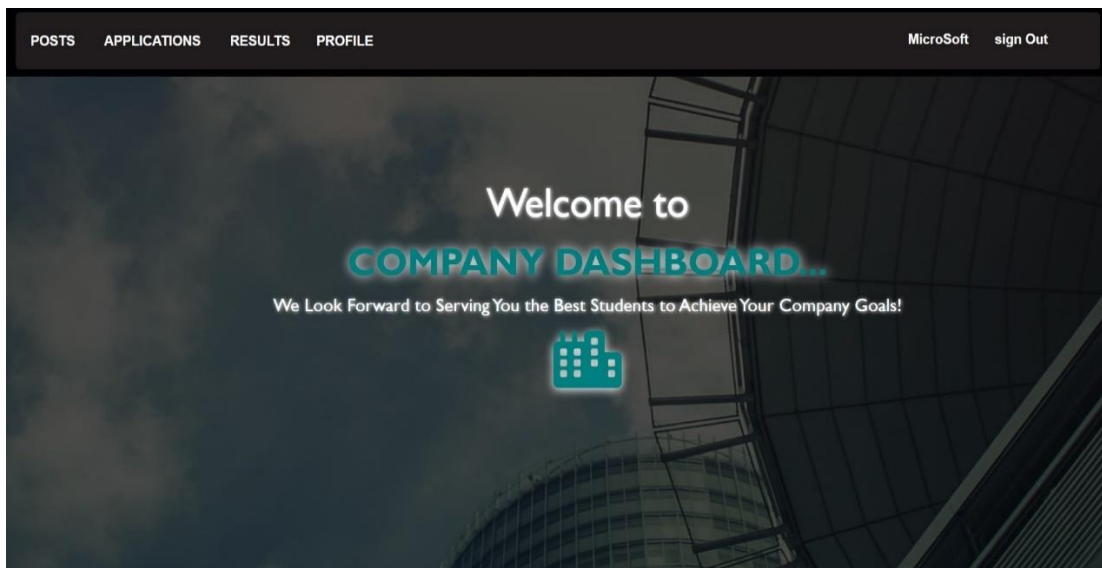 POSTS APPLICATIONS RESULTS PROFILE MicroSoft sign Out
Welcome to
COMPANY DASHBOARD...
We Look Forward to Serving You the Best Students to Achieve Your Company Goals!